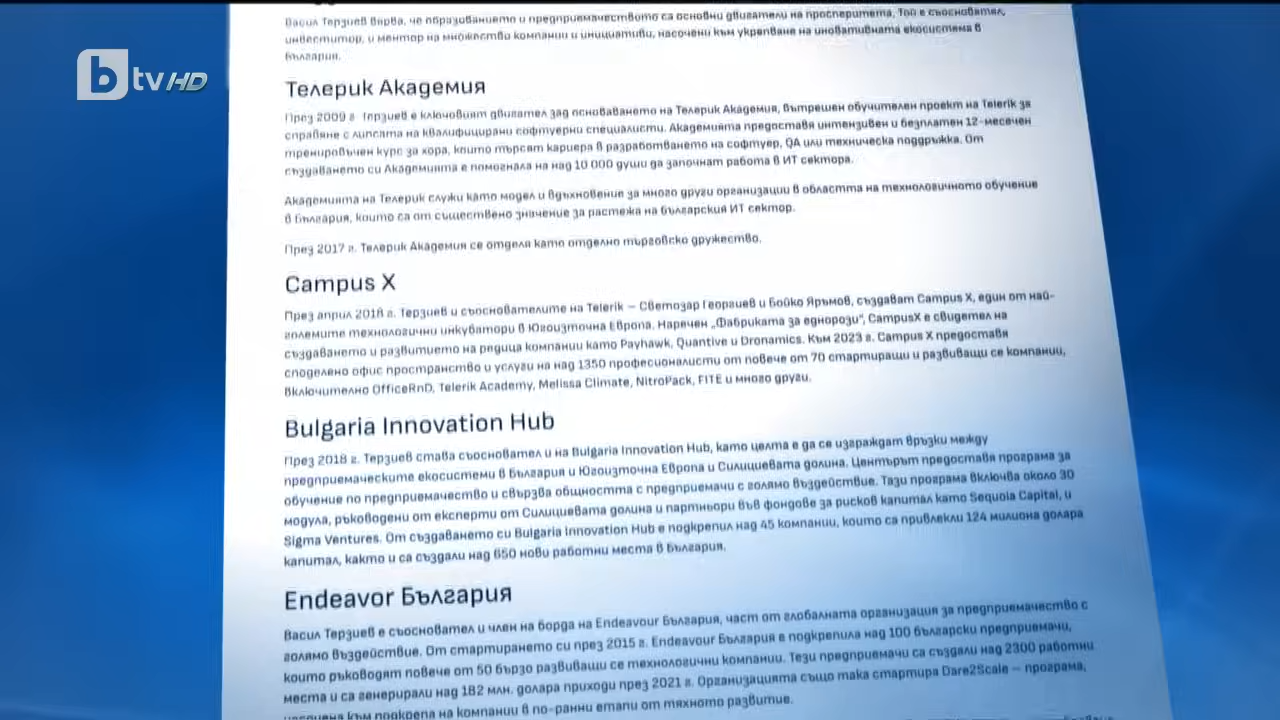 btv HD
Васил Терзиев вярва, че образованието и предприемачеството са основни двигатели на просперитета. Той е съосновател,
инвеститор, и ментор на множество компании и инициативи, насочени към укрепване на иновативната екосистема в
България.
Телерик Академия
През 2009 г. Терзиев е ключовият двигател зад основаването на Телерик Академия, вътрешен обучителен проект на Telerik за
справяне с липсата на квалифицирани софтуерни специалисти. Академията предоставя интензивен и безплатен 12-месечен
тренировъчен курс за хора, които търсят кариера в разработването на софтуер, QA или техническа поддръжка. От
създаването си Академията е помогнала на над 10 000 души да започнат работа в ИТ сектора.
Академията на Телерик служи като модел и вдъхновение за много други организации в областта на технологичното обучение
в България, които са от съществено значение за растежа на българския ИТ сектор.
През 2017 г. Телерик Академия се отделя като отделно търговско дружество.
Campus X
През април 2018 г. Терзиев и съоснователите на Telerik – Светозар Георгиев и Бойко Яръмов, създават Campus X, един от най-
големите технологични инкубатори в Югоизточна Европа. Наречен „Фабриката за еднорози“, CampusX е свидетел на
създаването и развитието на редица компании като Payhawk, Quantive и Dronamics. Към 2023 г. Campus X предоставя
споделено офис пространство и услуги на над 1350 професионалисти от повече от 70 стартиращи и развиващи се компании,
включително OfficeRnD, Telerik Academy, Melissa Climate, NitroPack, FITE и много други.
Bulgaria Innovation Hub
През 2018 г. Терзиев става съосновател и на Bulgaria Innovation Hub, като целта е да се изграждат връзки между
предприемаческите екосистеми в България и Югоизточна Европа и Силициевата долина. Центърът предоставя програма за
обучение по предприемачество и свързва общността с предприемачи с голямо въздействие. Тази програма включва около 30
модула, ръководени от експерти от Силициевата долина и партньори във фондове за рисков капитал като Sequoia Capital, и
Sigma Ventures. От създаването си Bulgaria Innovation Hub е подкрепил над 45 компании, които са привлекли 124 милиона долара
капитал, както и са създали над 650 нови работни места в България.
Endeavor България
Васил Терзиев е съосновател и член на борда на Endeavour България, част от глобалната организация за предприемачество с
голямо въздействие. От стартирането си през 2015 г. Endeavour България е подкрепила над 100 български предприемачи,
които ръководят повече от 50 бързо развиващи се технологични компании. Тези предприемачи са създали над 2300 работни
места и са генерирали над 182 млн. долара приходи през 2021 г. Организацията също така стартира Dare2Scale – програма,
насочена към подкрепа на компании в по-ранни етапи от тяхното развитие.